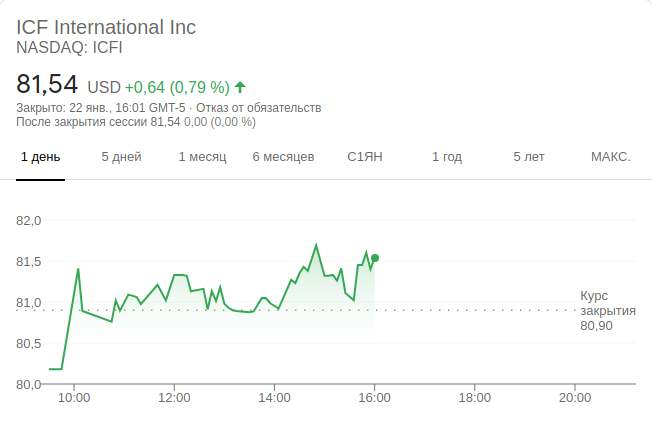 ICF International Inc
NASDAQ: ICFI
81,54 USD +0,64 (0,79 %)
Закрыто: 22 янв., 16:01 GMT-5 · Отказ от обязательств
После закрытия сессии 81,54 0,00 (0,00 %)
1 день 5 дней 1 месяц 6 месяцев С1ЯН 1 год 5 лет МАКС.
82,0
81,5
81,0
80,5
80,0
Курс
закрытия
80,90
10:00 12:00 14:00 16:00 18:00 20:00